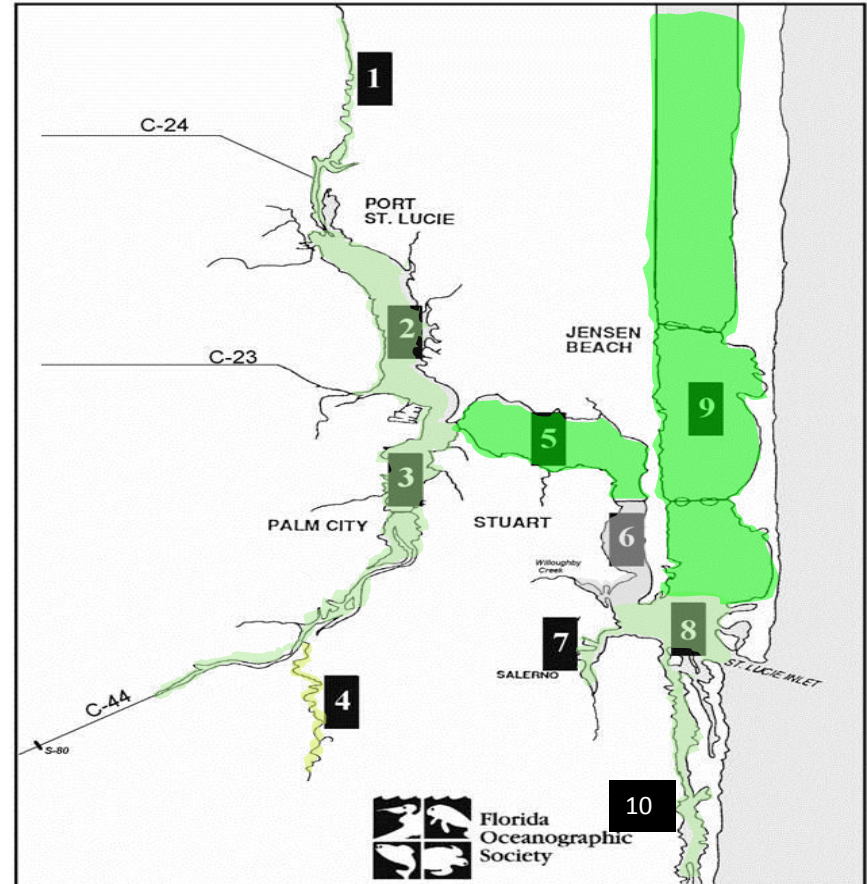 1
C-24
PORT
ST. LUCIE
2
JENSEN
BEACH
C-23
9
5
3
PALM CITY
STUART
6
Willoughby
Creek
7
8
SALERNO
ST. LUCIE INLET
4
C-44
S-80
10
Florida
Oceanographic
Society